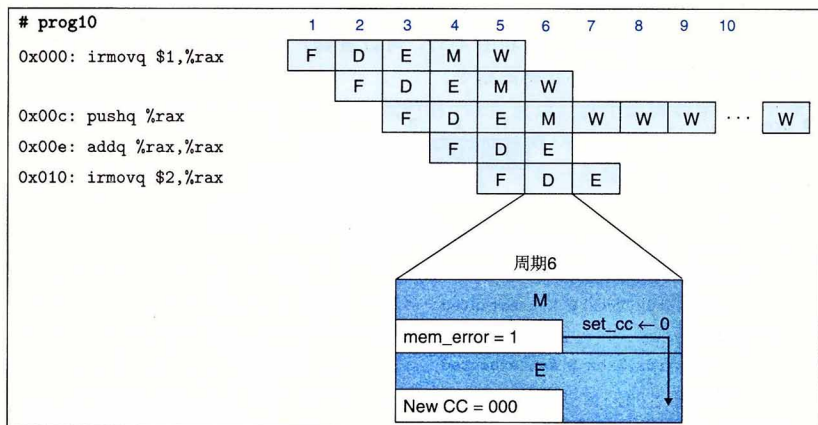 # prog10 1 2 3 4 5 6 7 8 9 10
0x000: irmovq $1,%rax F D E M W
F D E M W
0x00c: pushq %rax F D E M W W W ··· W
0x00e: addq %rax,%rax F D E
0x010: irmovq $2,%rax F D E
周期6
M
set_cc ← 0
mem_error = 1
E
New CC = 000